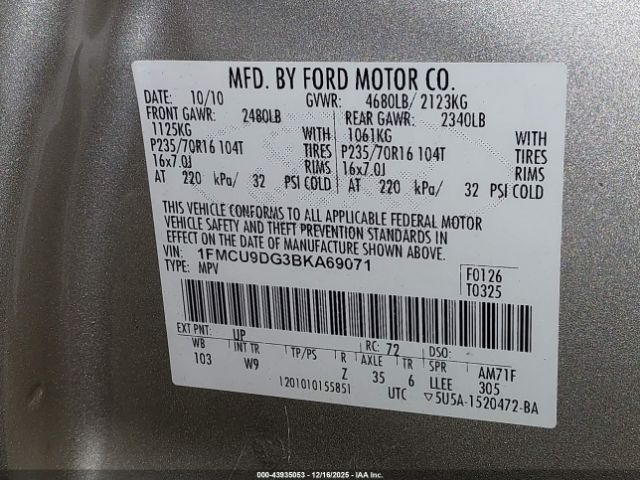 MFD. BY FORD MOTOR CO.
DATE: 10/10 GVWR: 4680LB/ 2123KG
FRONT GAWR: 2480LB REAR GAWR: 2340LB
1125KG WITH 1061KG WITH
P235/70R16 104T TIRES P235/70R16 104T TIRES
16x7.0J RIMS 16x7.0J RIMS
AT 220 kPa/ 32 PSI COLD AT 220 kPa/ 32 PSI COLD
THIS VEHICLE CONFORMS TO ALL APPLICABLE FEDERAL MOTOR
VEHICLE SAFETY AND THEFT PREVENTION STANDARDS IN
EFFECT ON THE DATE OF MANUFACTURE SHOWN ABOVE.
VIN: 1FMCU9DG3BKA69071
TYPE: MPV
F0126
T0325
EXT PNT: UP RC: 72 DSO:
WB INT TR TP/PS R AXLE TR SPR AM71F
103 W9 Z 35 6 LLEE 305
1201010155851 UTC ▽5U5A-1520472-BA
000-43935053 | 12/16/2025 - IAAI.COM